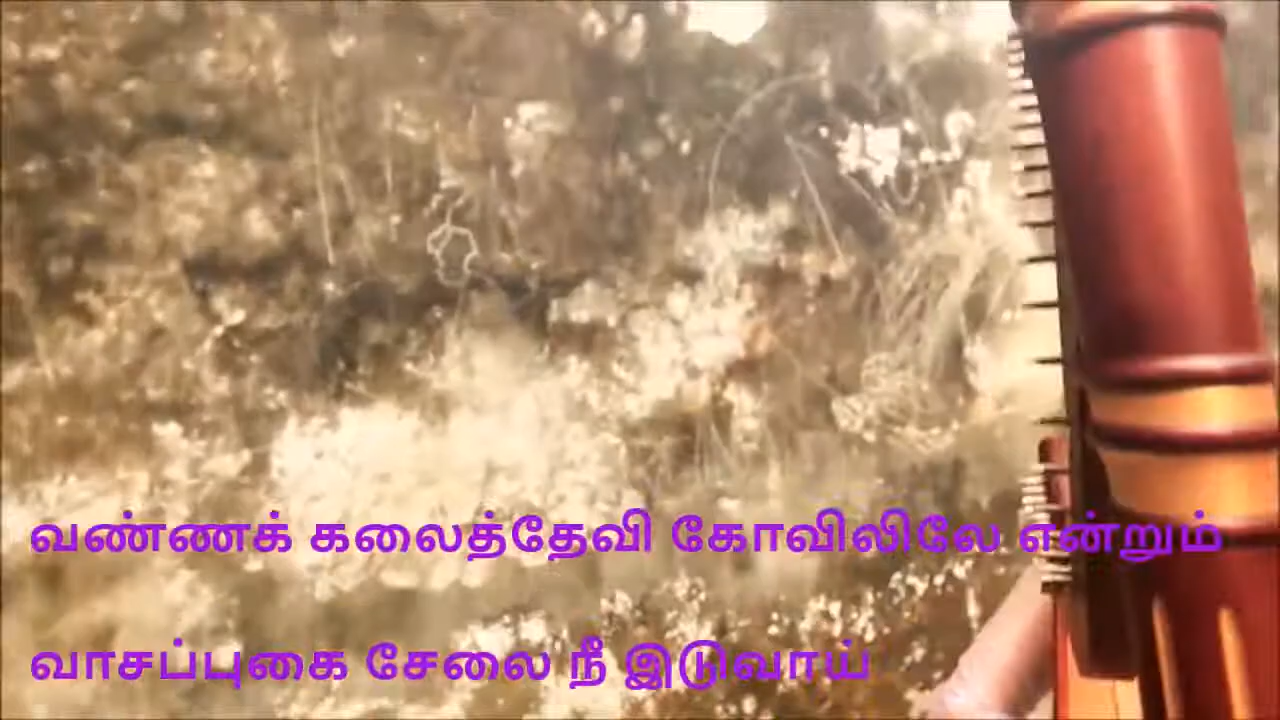 வண்ணக் கலைத்தேவி கோவிலிலே என்றும்
வாசப்புகை சேலை நீ இடுவாய்